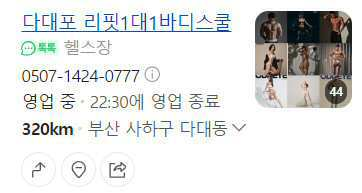 다대포 리핏1대1바디스쿨
톡톡 헬스장
0507-1424-0777
영업 중 · 22:30에 영업 종료
320km · 부산 사하구 다대동
44